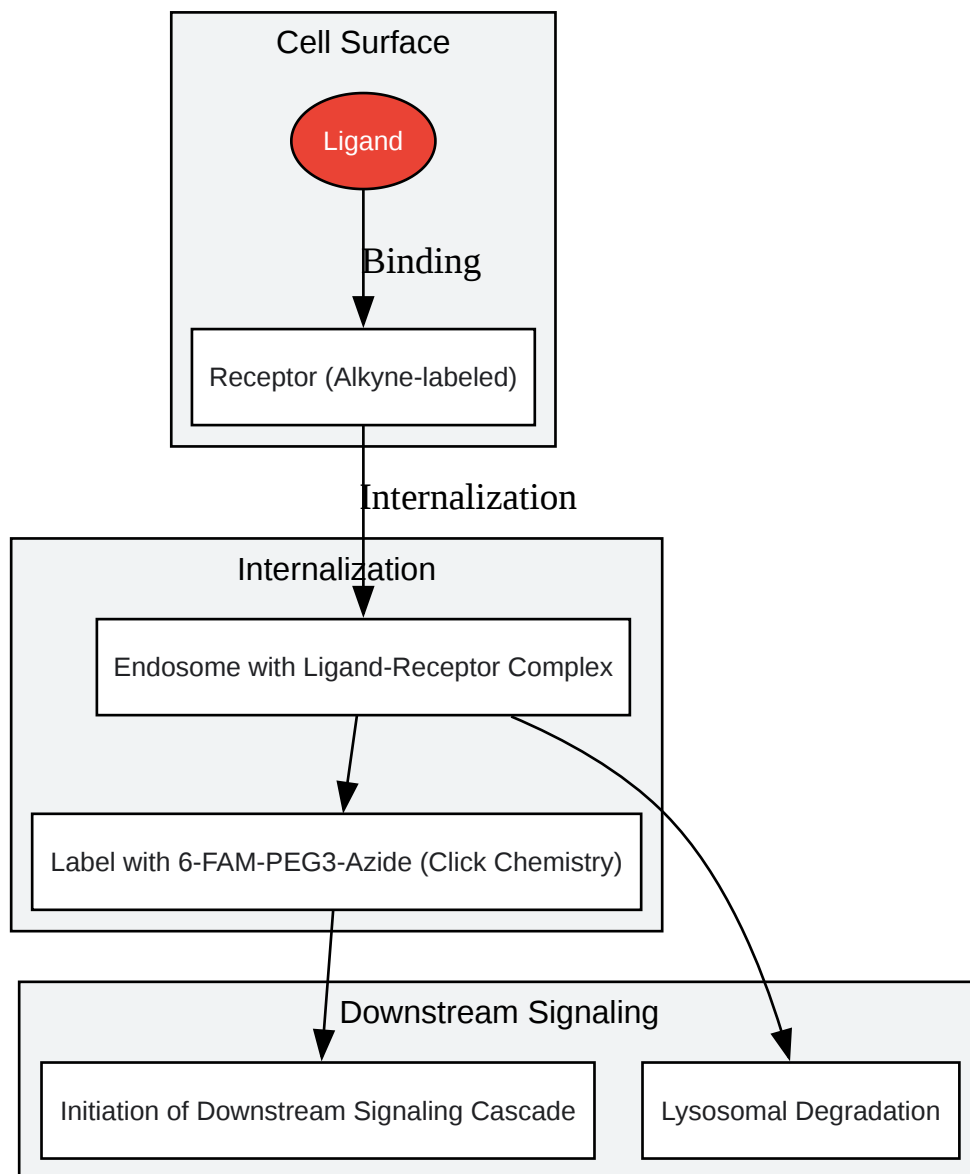 Cell Surface
Ligand
Binding
Receptor (Alkyne-labeled)
Internalization
Internalization
Endosome with Ligand-Receptor Complex
Label with 6-FAM-PEG3-Azide (Click Chemistry)
Downstream Signaling
Initiation of Downstream Signaling Cascade
Lysosomal Degradation